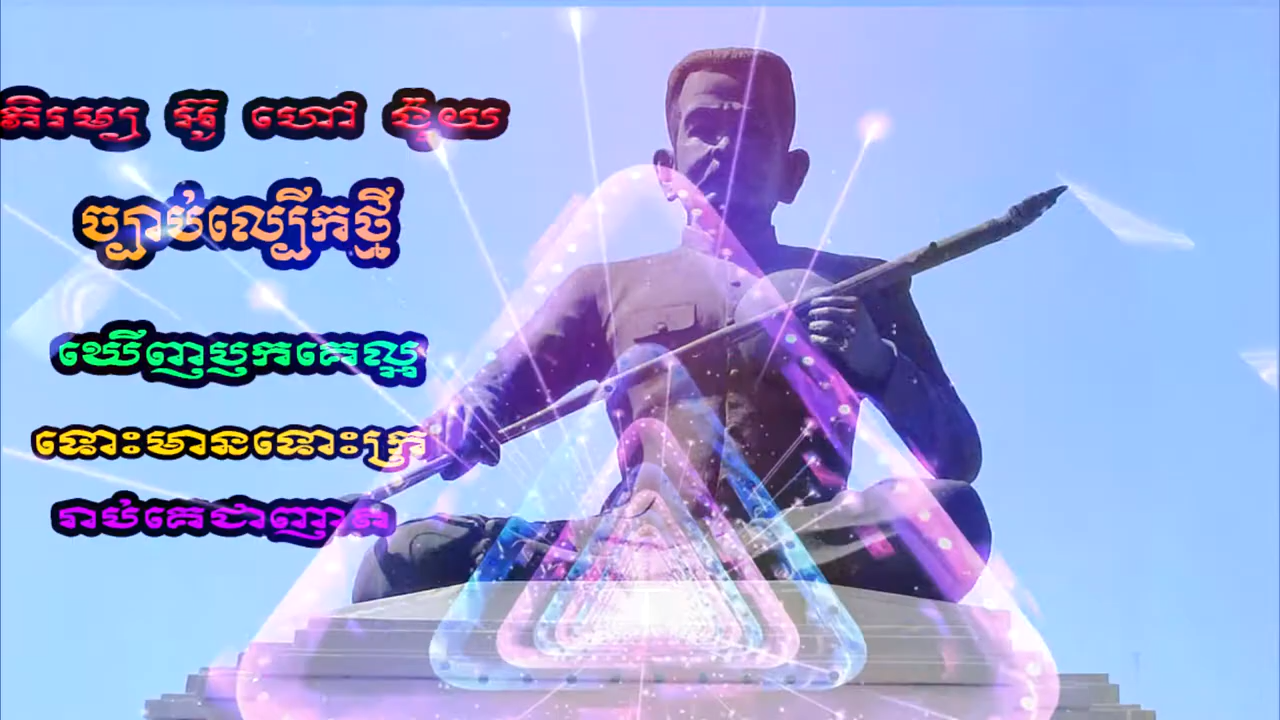 ភិរម្យ អ៊ូ ហៅ ង៉ុយ
ច្បាប់ល្បើកថ្មី
ឃើញឫកគេល្អ
ទោះមានទោះក្រ
រាប់គេជាញាត